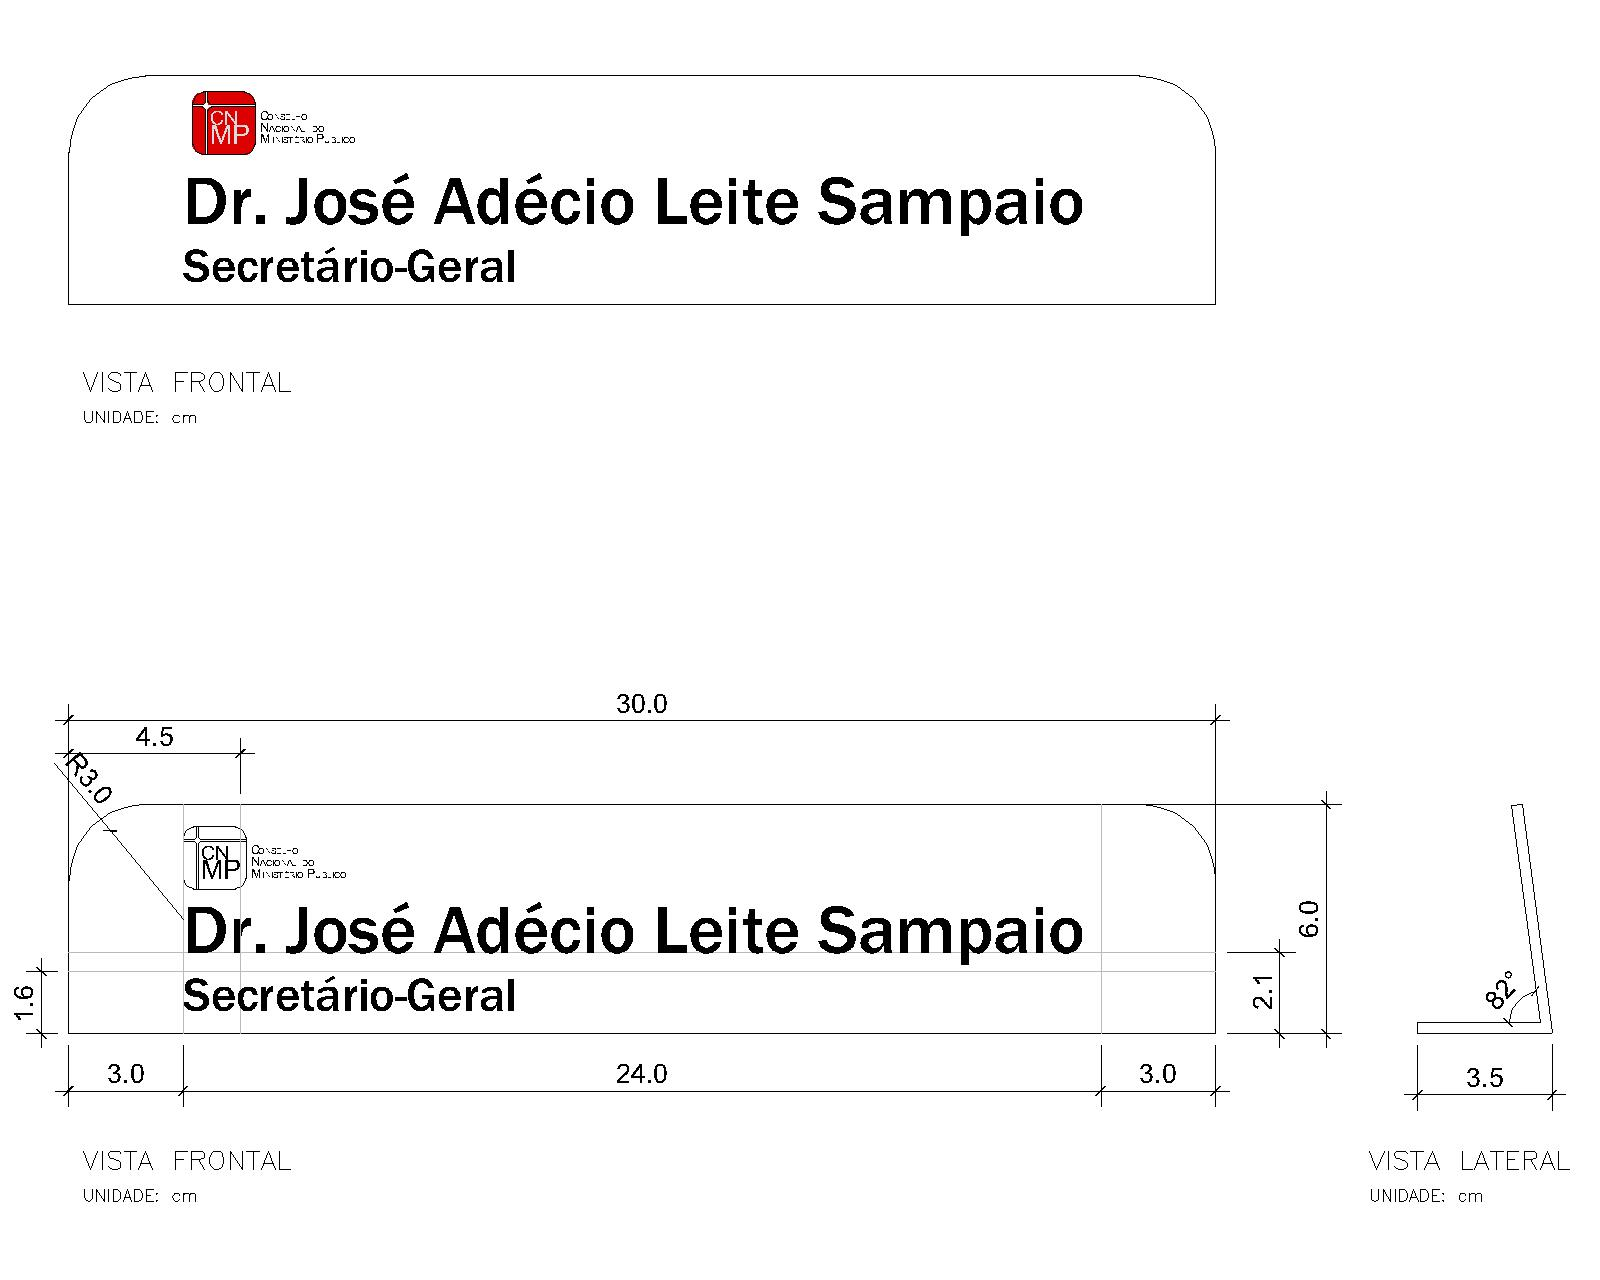 CN
MP
CONSELHO
NACIONAL DO
MINISTÉRIO PÚBLICO
Dr. José Adécio Leite Sampaio
Secretário-Geral
VISTA FRONTAL
UNIDADE: cm
30.0
4.5
R3.0
CN
MP
CONSELHO
NACIONAL DO
MINISTÉRIO PÚBLICO
Dr. José Adécio Leite Sampaio
Secretário-Geral
1.6
2.1
6.0
82°
3.0
24.0
3.0
3.5
VISTA FRONTAL
UNIDADE: cm
VISTA LATERAL
UNIDADE: cm